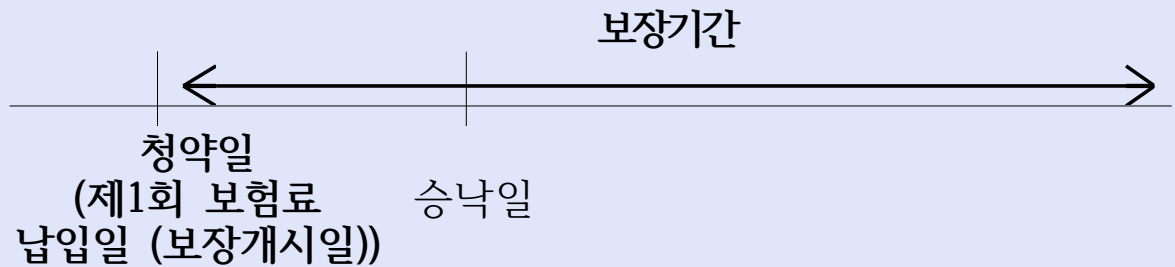 보장기간
청약일
(제1회 보험료
납입일 (보장개시일))
승낙일